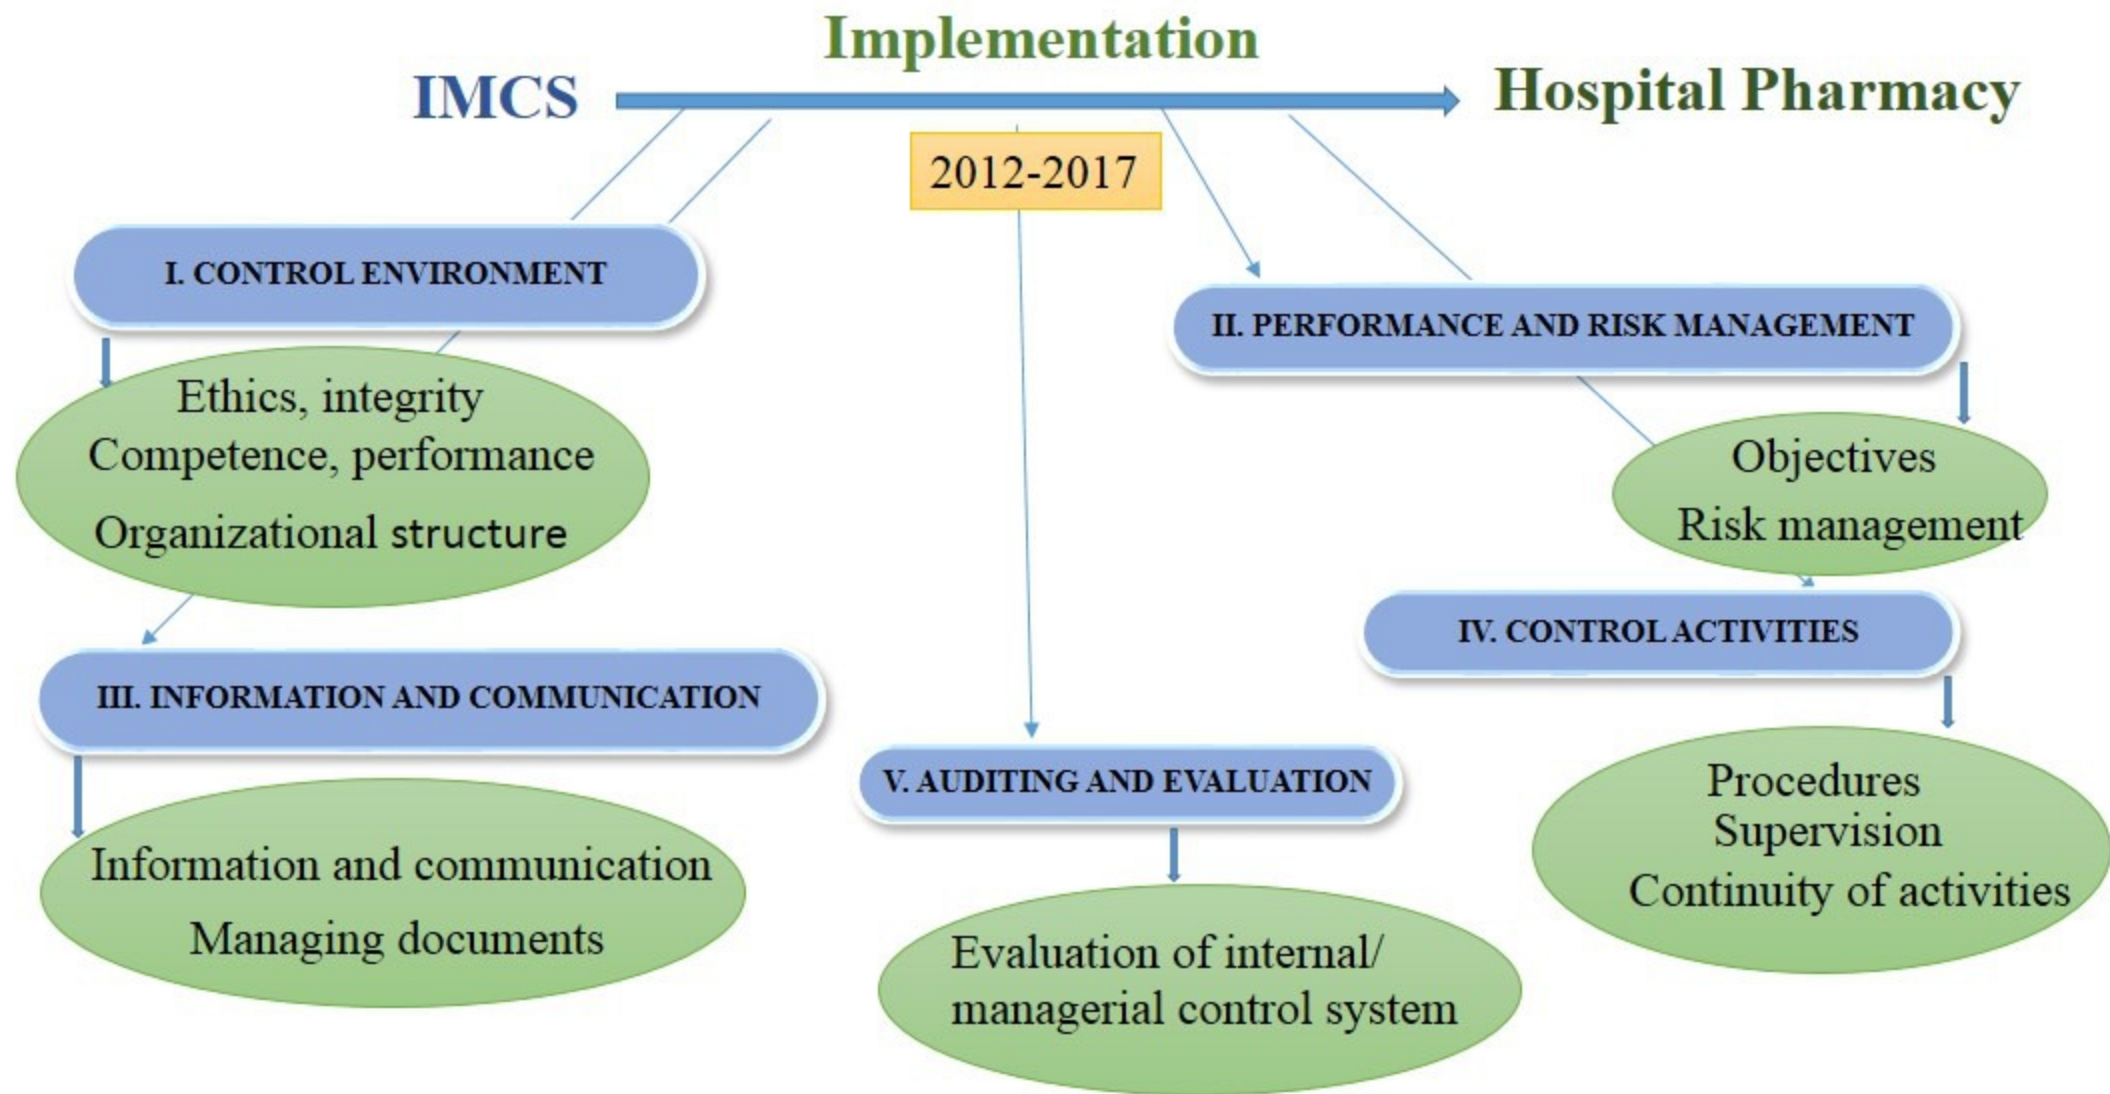 Implementation
IMCS
Hospital Pharmacy
2012-2017
I. CONTROL ENVIRONMENT
Ethics, integrity
Competence, performance
Organizational structure
II. PERFORMANCE AND RISK MANAGEMENT
Objectives
Risk management
III. INFORMATION AND COMMUNICATION
Information and communication
Managing documents
IV. CONTROL ACTIVITIES
Procedures
Supervision
Continuity of activities
V. AUDITING AND EVALUATION
Evaluation of internal/
managerial control system